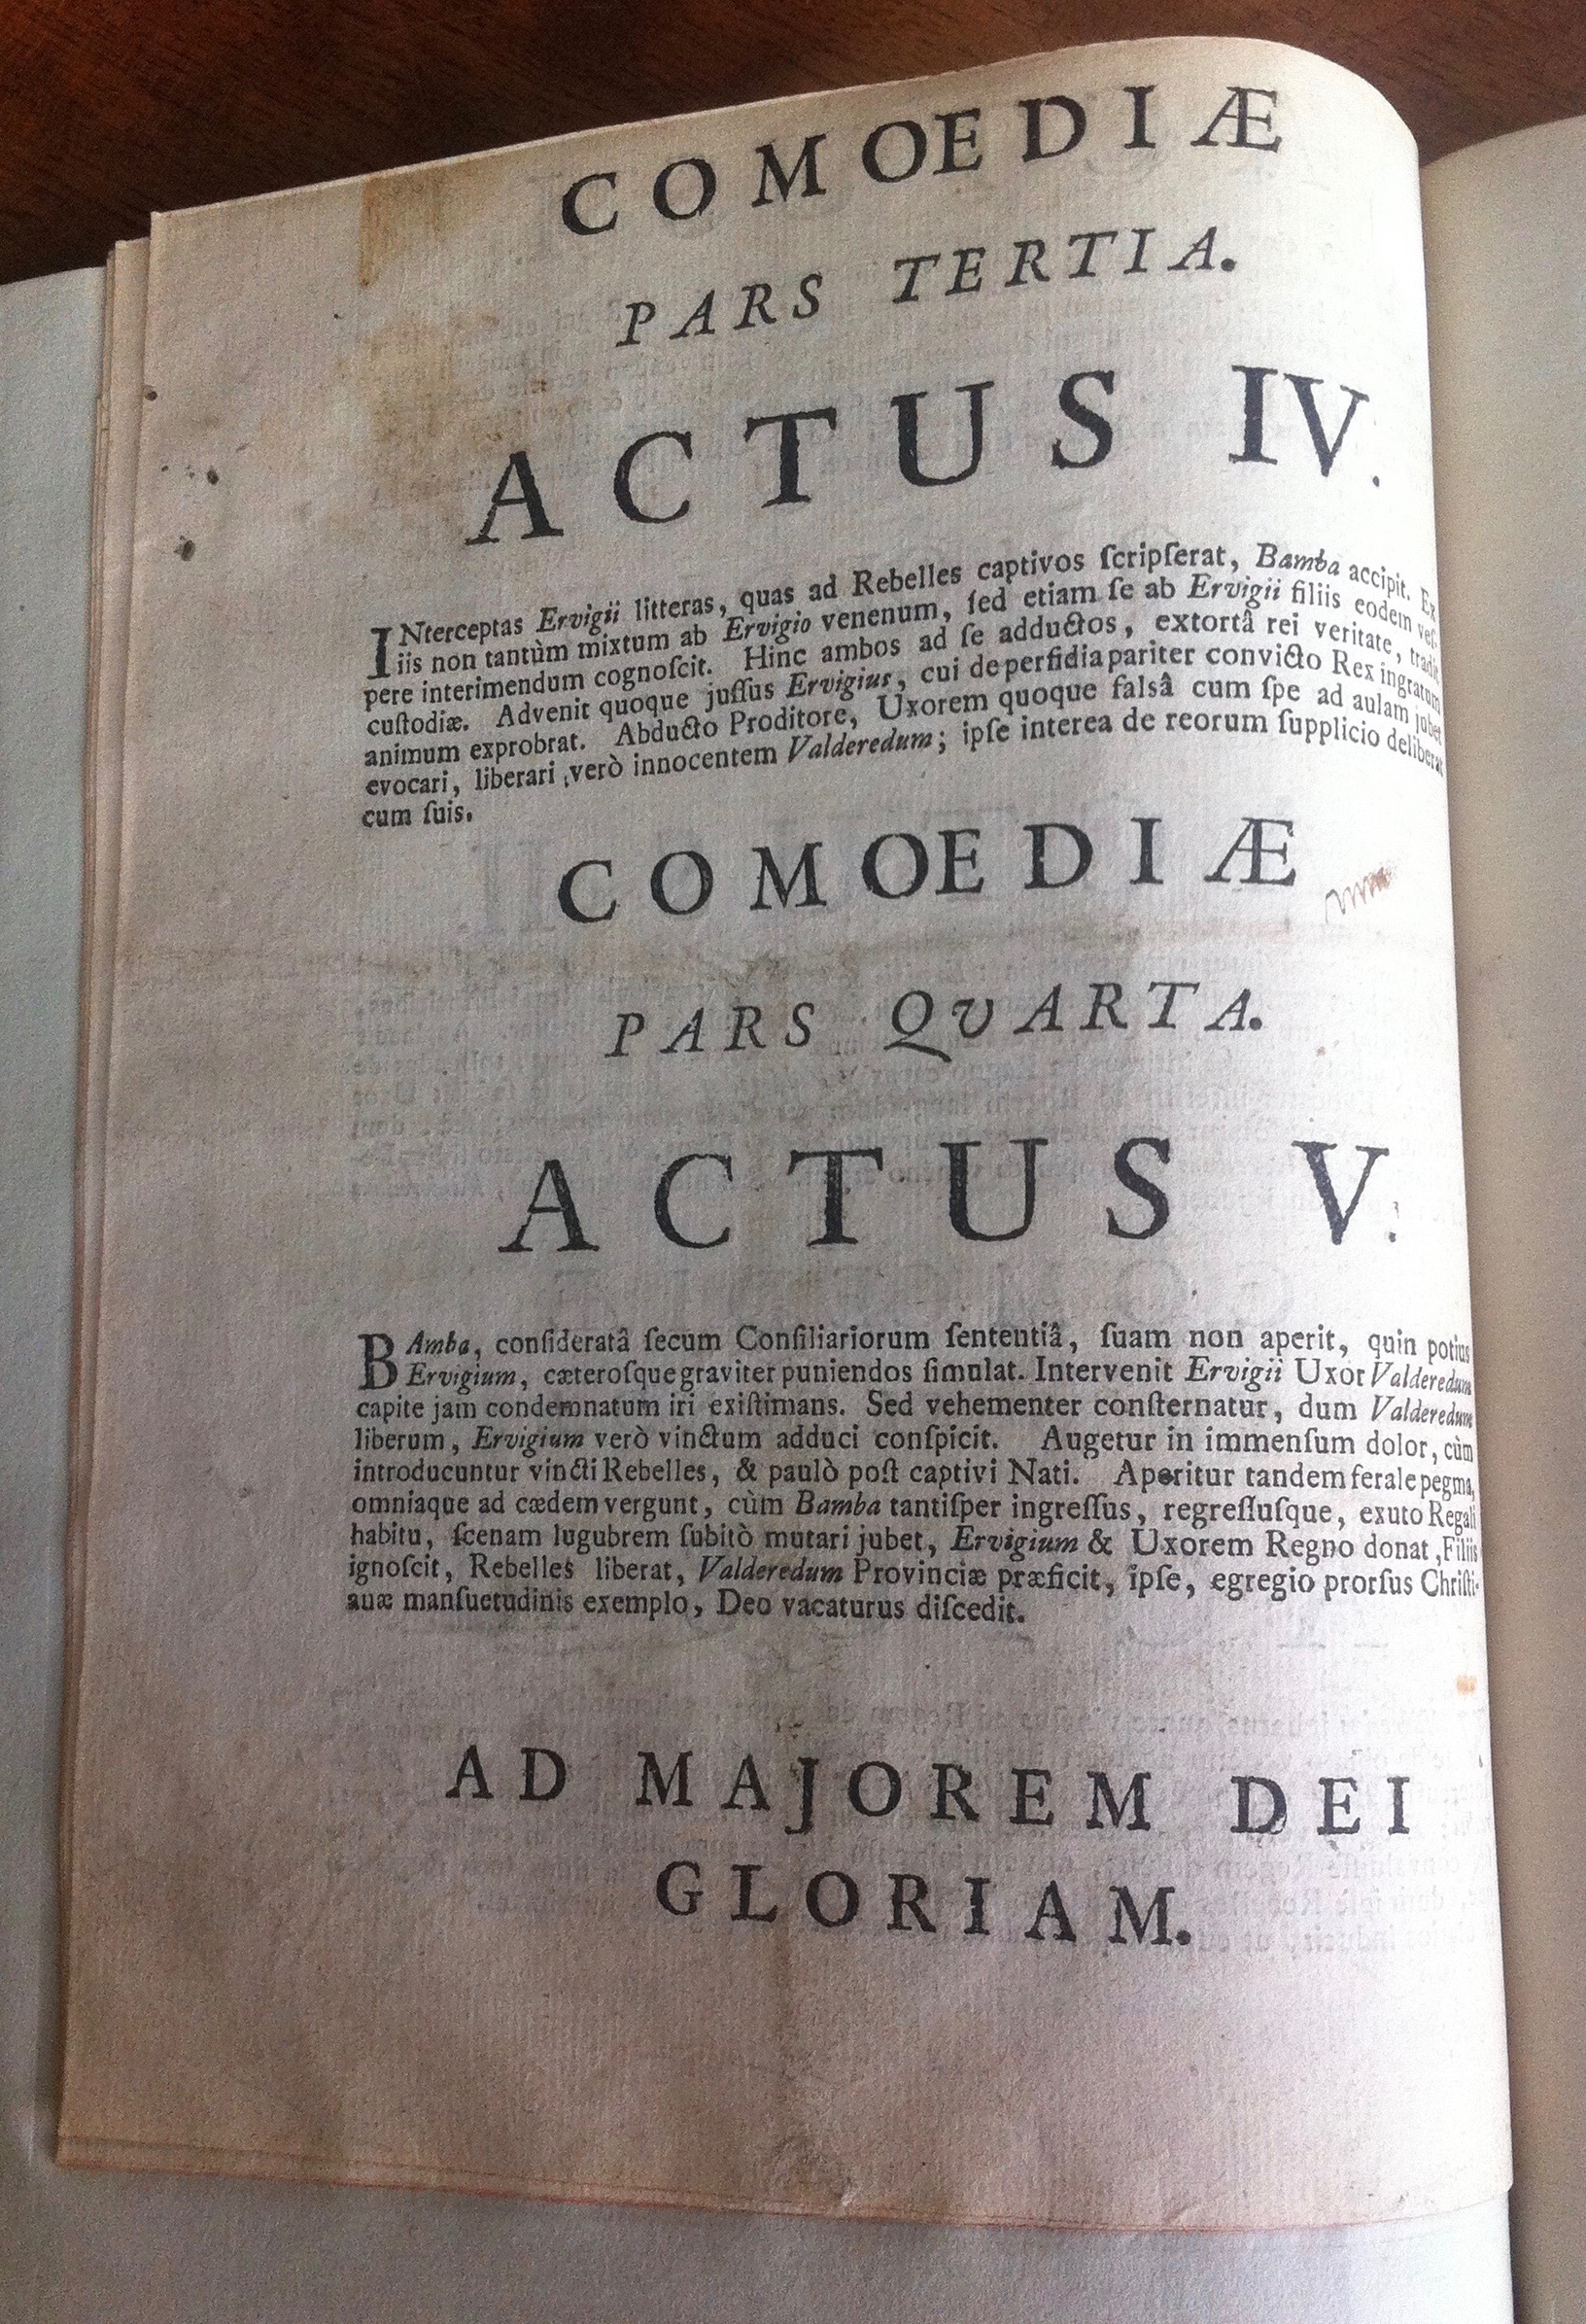 COMOEDIÆ
PARS TERTIA.
ACTUS IV.
INterceptas Ervigii litteras, quas ad Rebelles captivos ſcripſerat, Bamba accipit. Ex
iis non tantùm mixtum ab Ervigio venenum, ſed etiam ſe ab Ervigii filiis eodem veſ-
pere interimendum cognoſcit. Hinc ambos ad ſe adductos, extortâ rei veritate, tradit
cuſtodiæ. Advenit quoque juſſus Ervigius, cui de perfidia pariter convicto Rex ingratum
animum exprobrat. Abducto Proditore, Uxorem quoque falsâ cum ſpe ad aulam jubet
evocari, liberari verò innocentem Valderedum; ipſe interea de reorum ſupplicio deliberat
cum ſuis.
COMOEDIÆ
PARS QVARTA.
ACTUS V.
BAmba, conſideratâ ſecum Conſiliariorum ſententiâ, ſuam non aperit, quin potius
Ervigium, cæteroſque graviter puniendos ſimulat. Intervenit Ervigii Uxor Valderedum
capite jam condemnatum iri exiſtimans. Sed vehementer conſternatur, dum Valderedum
liberum, Ervigium verò vinctum adduci conſpicit. Augetur in immenſum dolor, cùm
introducuntur vincti Rebelles, & paulò poſt captivi Nati. Aperitur tandem ferale pegma,
omniaque ad cædem vergunt, cùm Bamba tantiſper ingreſſus, regreſſuſque, exuto Regali
habitu, ſcenam lugubrem ſubitò mutari jubet, Ervigium & Uxorem Regno donat, Filiis
ignoſcit, Rebelles liberat, Valderedum Provinciæ præficit, ipſe, egregio prorſus Chriſti-
anæ manſuetudinis exemplo, Deo vacaturus diſcedit.
AD MAJOREM DEI
GLORIAM.